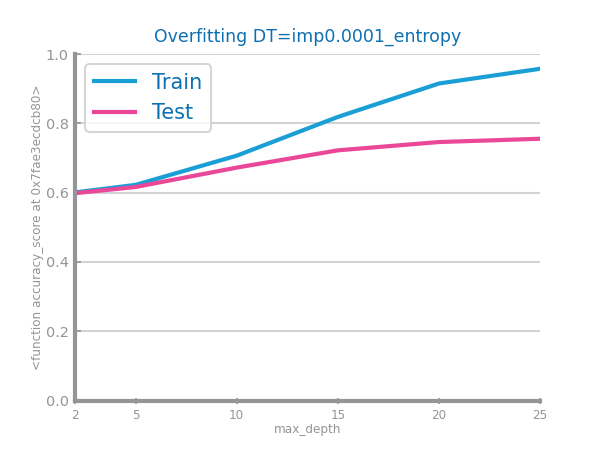 Overfitting DT=imp0.0001_entropy
<function accuracy_score at 0x7fae3ecdcb80>
1.0
0.8
0.6
0.4
0.2
0.0
Train
Test
2 5 10 15 20 25
max_depth